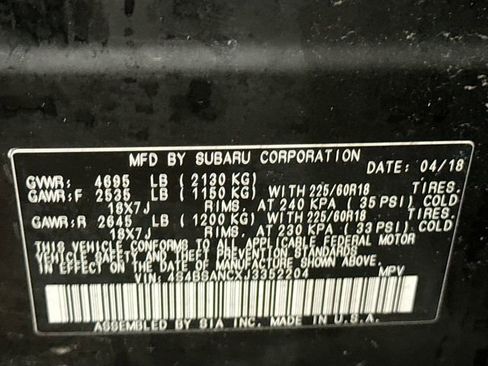 MFD BY SUBARU CORPORATION DATE: 04/18
GVWR: 4695 LB (2130 KG)
GAWR:F 2535 LB (1150 KG) WITH 225/60R18 TIRES.
18X7J RIMS, AT 240 KPA (35 PSI) COLD
GAWR:R 2645 LB (1200 KG) WITH 225/60R18 TIRES.
18X7J RIMS, AT 230 KPA (33 PSI) COLD
THIS VEHICLE CONFORMS TO ALL APPLICABLE FEDERAL MOTOR
VEHICLE SAFETY AND THEFT PREVENTION STANDARDS IN
EFFECT ON THE DATE OF MANUFACTURE SHOWN ABOVE.
VIN: 4S4BSANCXJ3352204 MPV
ASSEMBLED BY SIA INC. MADE IN U.S.A.